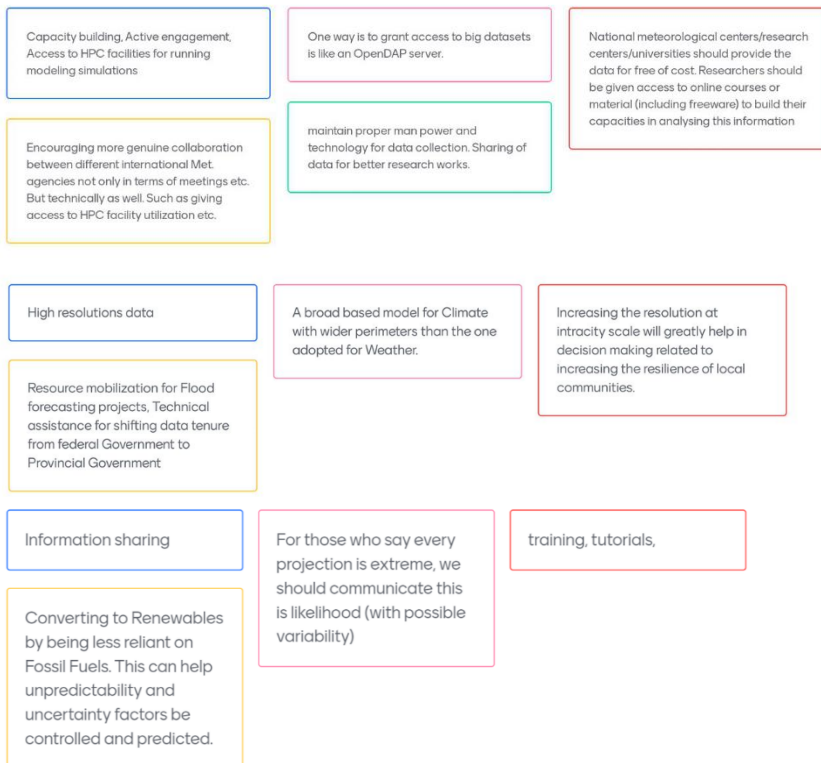 Capacity building, Active engagement,
Access to HPC facilities for running
modeling simulations
One way is to grant access to big datasets
is like an OpenDAP server.
National meteorological centers/research
centers/universities should provide the
data for free of cost. Researchers should
be given access to online courses or
material (including freeware) to build their
capacities in analysing this information
Encouraging more genuine collaboration
between different international Met.
agencies not only in terms of meetings etc.
But technically as well. Such as giving
access to HPC facility utilization etc.
maintain proper man power and
technology for data collection. Sharing of
data for better research works.
High resolutions data
A broad based model for Climate
with wider perimeters than the one
adopted for Weather.
Increasing the resolution at
intracity scale will greatly help in
decision making related to
increasing the resilience of local
communities.
Resource mobilization for Flood
forecasting projects, Technical
assistance for shifting data tenure
from federal Government to
Provincial Government
Information sharing
For those who say every
projection is extreme, we
should communicate this
is likelihood (with possible
variability)
training, tutorials,
Converting to Renewables
by being less reliant on
Fossil Fuels. This can help
unpredictability and
uncertainty factors be
controlled and predicted.